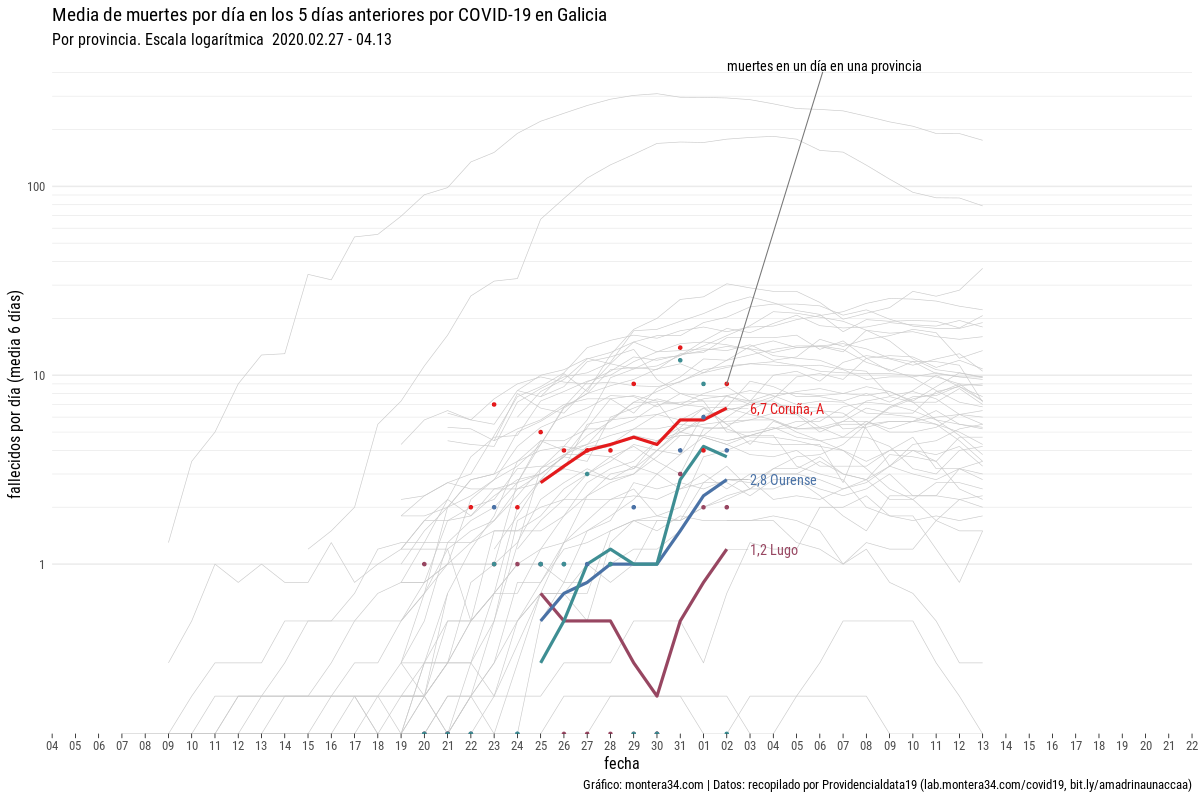 Media de muertes por día en los 5 días anteriores por COVID-19 en Galicia
Por provincia. Escala logarítmica 2020.02.27 - 04.13
muertes en un día en una provincia
100
10
1
fallecidos por día (media 6 días)
6,7 Coruña, A
2,8 Ourense
1,2 Lugo
04 05 06 07 08 09 10 11 12 13 14 15 16 17 18 19 20 21 22 23 24 25 26 27 28 29 30 31 01 02 03 04 05 06 07 08 09 10 11 12 13 14 15 16 17 18 19 20 21 22
fecha
Gráfico: montera34.com | Datos: recopilado por Providencialdata19 (lab.montera34.com/covid19, bit.ly/amadrinaunaccaa)